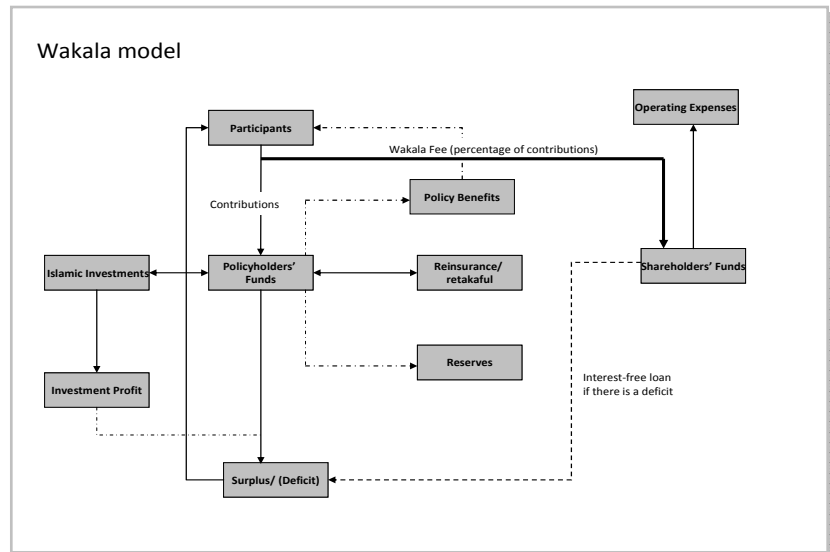 Wakala model
Operating Expenses
Participants
Wakala Fee (percentage of contributions)
Policy Benefits
Contributions
Islamic Investments
Policyholders'
Funds
Reinsurance/
retakaful
Shareholders' Funds
Reserves
Interest-free loan
if there is a deficit
Investment Profit
Surplus/ (Deficit)